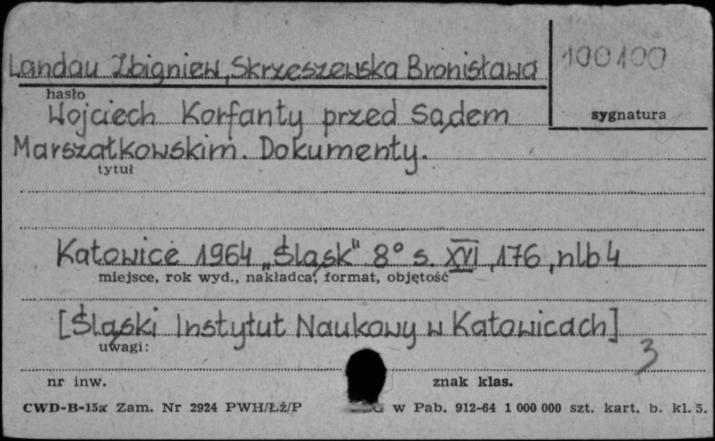 Landau Zbigniew, Skrzeszewska Bronisława
100100
hasło
sygnatura
Wojciech Korfanty przed Sądem
Marszałkowskim. Dokumenty.
tytuł
Katowice 1964 „Śląsk" 8° s. XVI, 176, nlb 4
miejsce, rok wyd., nakładca, format, objętość
[Śląski Instytut Naukowy w Katowicach]
uwagi:
3
nr inw.
znak klas.
CWD-B-15x Zam. Nr 2924 PWH/Łż/P
w Pab. 912-64 1 000 000 szt. kart. b. kl. 5.